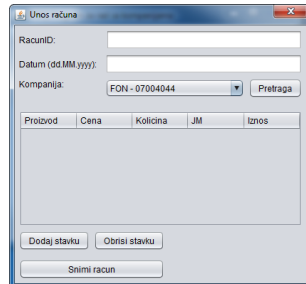 Unos računa
RacunID:
Datum (dd.MM.yyyy):
Kompanija: FON - 07004044 Pretraga
Proizvod Cena Kolicina JM Iznos
Dodaj stavku Obrisi stavku
Snimi racun